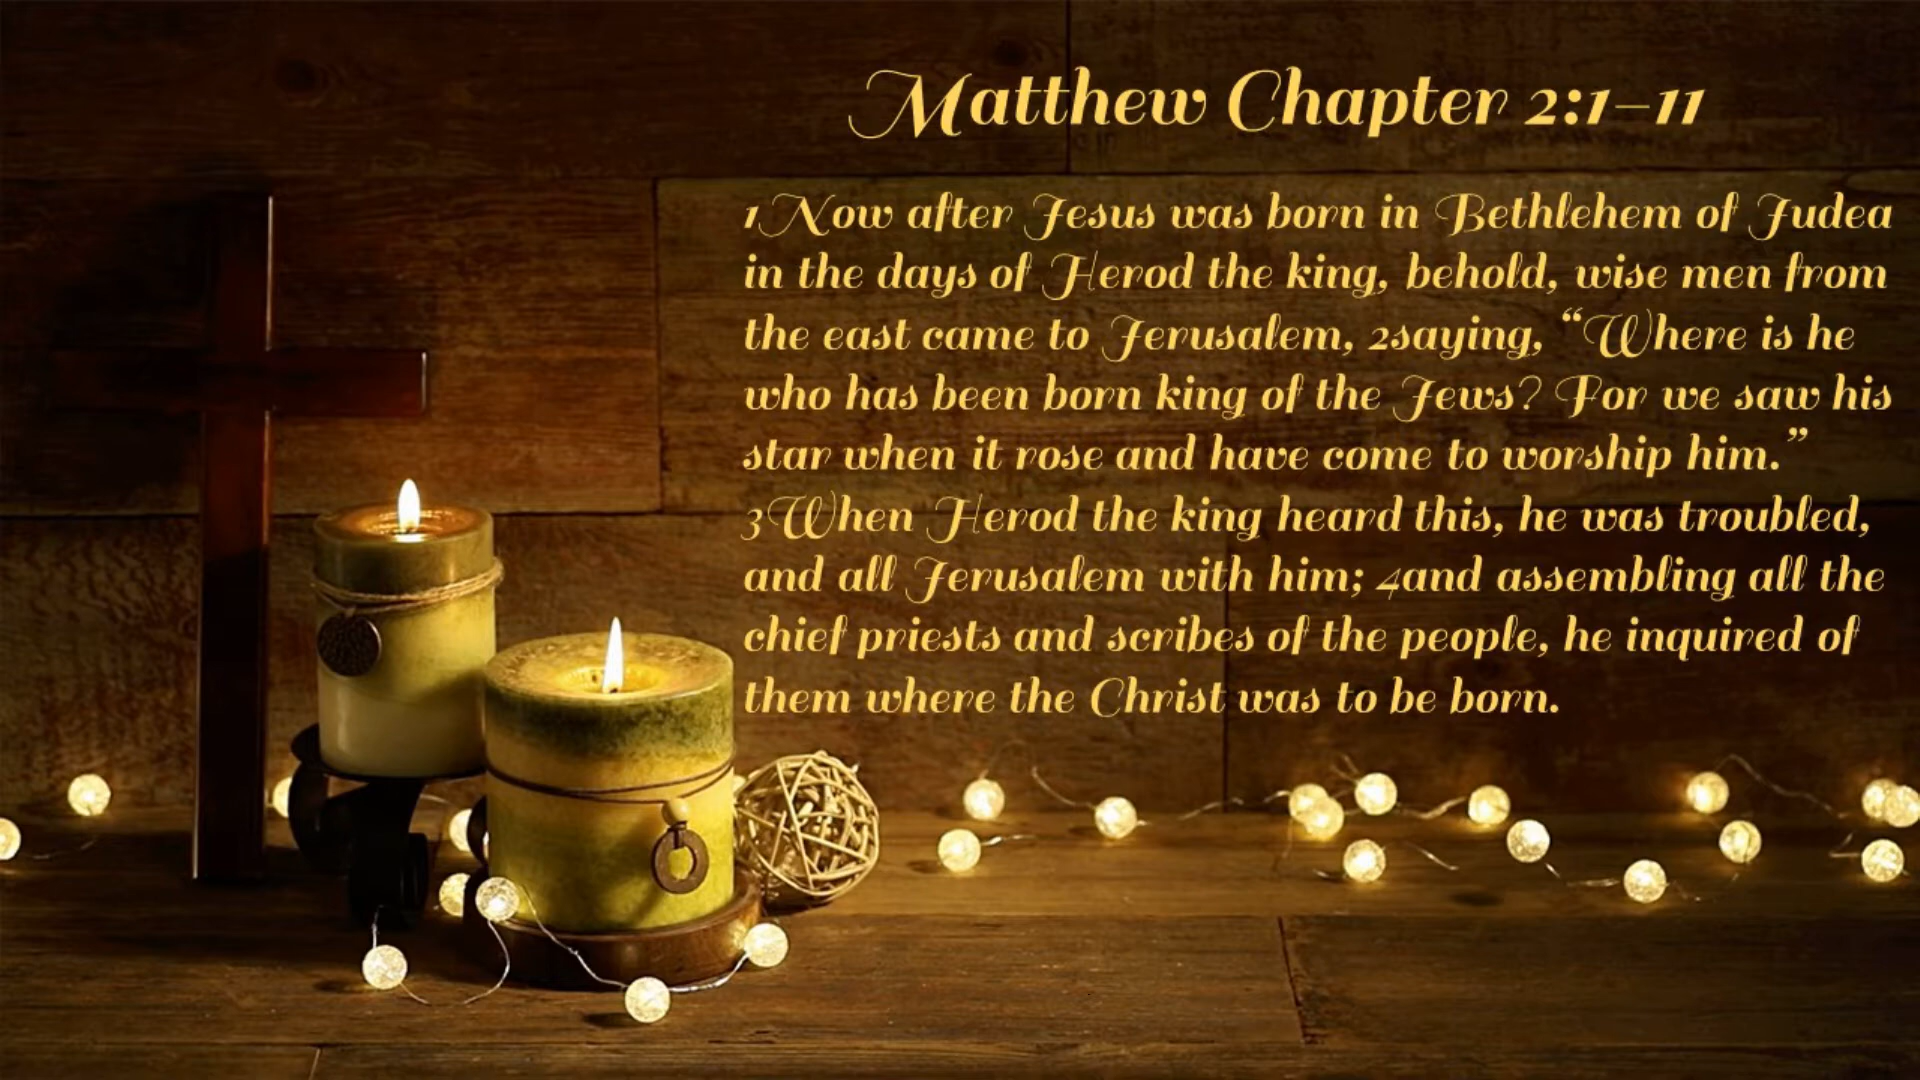 Matthew Chapter 2:1–11
1Now after Jesus was born in Bethlehem of Judea
in the days of Herod the king, behold, wise men from
the east came to Jerusalem, 2saying, “Where is he
who has been born king of the Jews? For we saw his
star when it rose and have come to worship him.”
3When Herod the king heard this, he was troubled,
and all Jerusalem with him; 4and assembling all the
chief priests and scribes of the people, he inquired of
them where the Christ was to be born.